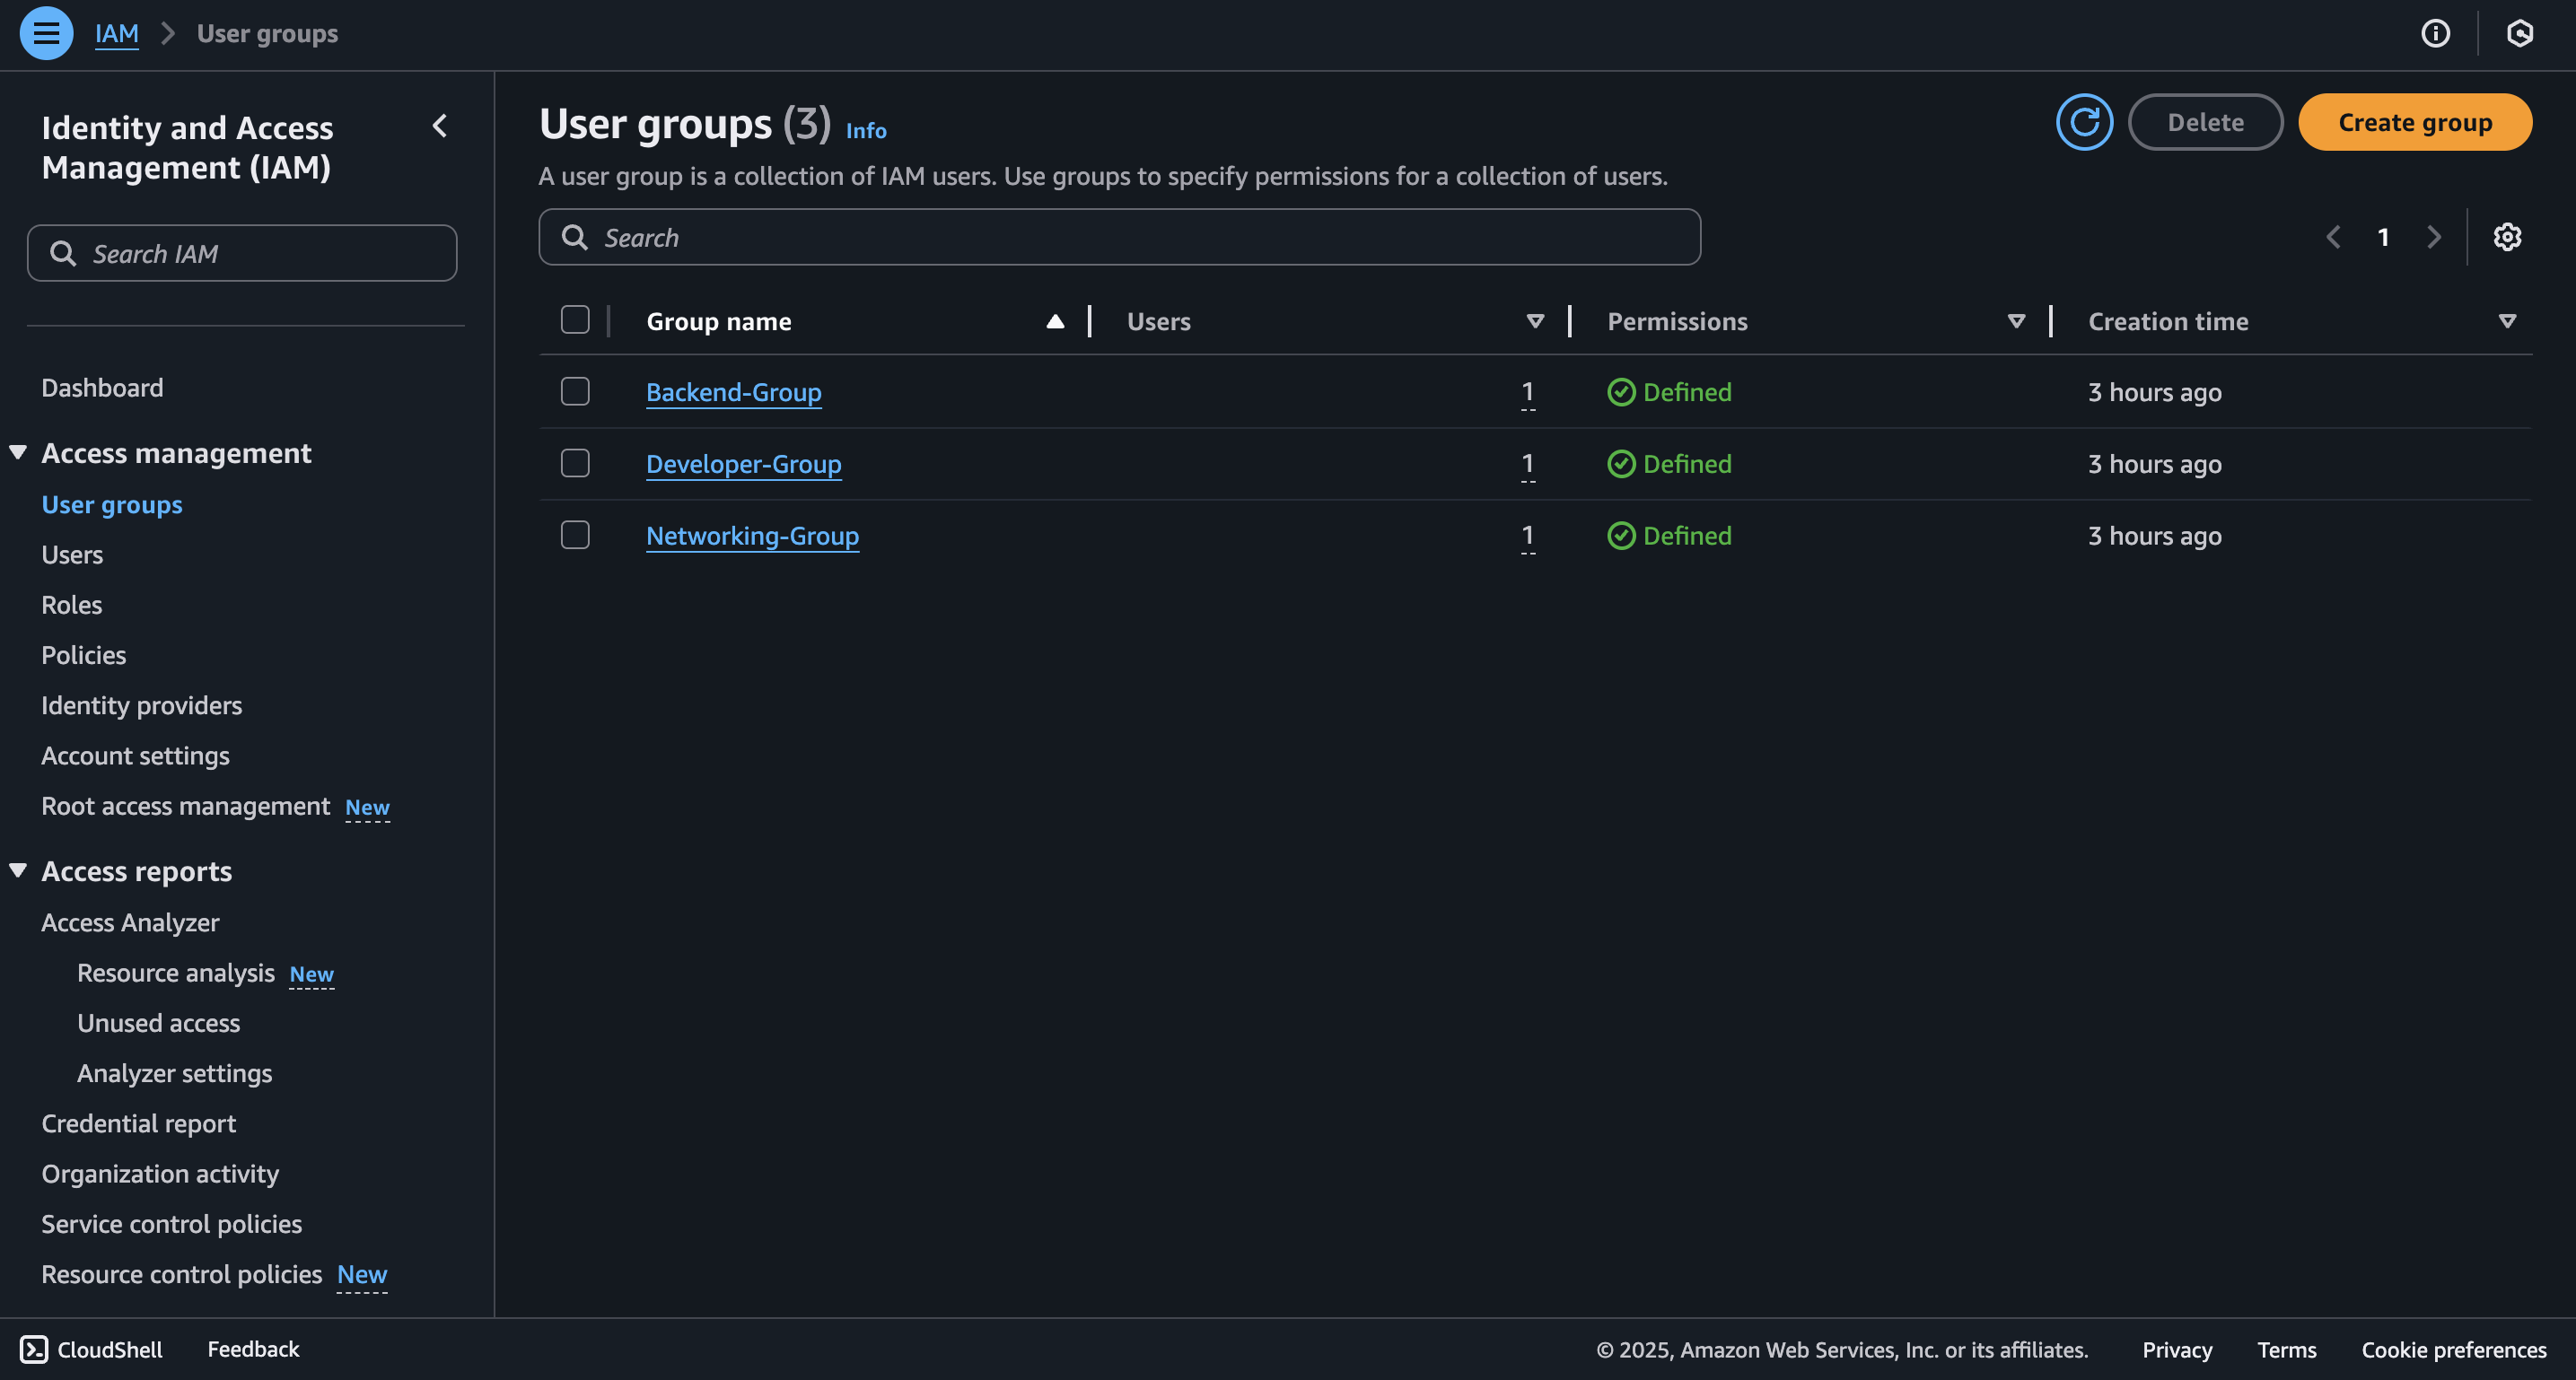 IAM > User groups
Identity and Access
Management (IAM)
Search IAM
Dashboard
Access management
User groups
Users
Roles
Policies
Identity providers
Account settings
Root access management New
Access reports
Access Analyzer
Resource analysis New
Unused access
Analyzer settings
Credential report
Organization activity
Service control policies
Resource control policies New
User groups (3) Info
Delete
Create group
A user group is a collection of IAM users. Use groups to specify permissions for a collection of users.
Search
1
Group name Users Permissions Creation time
Backend-Group 1 Defined 3 hours ago
Developer-Group 1 Defined 3 hours ago
Networking-Group 1 Defined 3 hours ago
CloudShell Feedback © 2025, Amazon Web Services, Inc. or its affiliates. Privacy Terms Cookie preferences